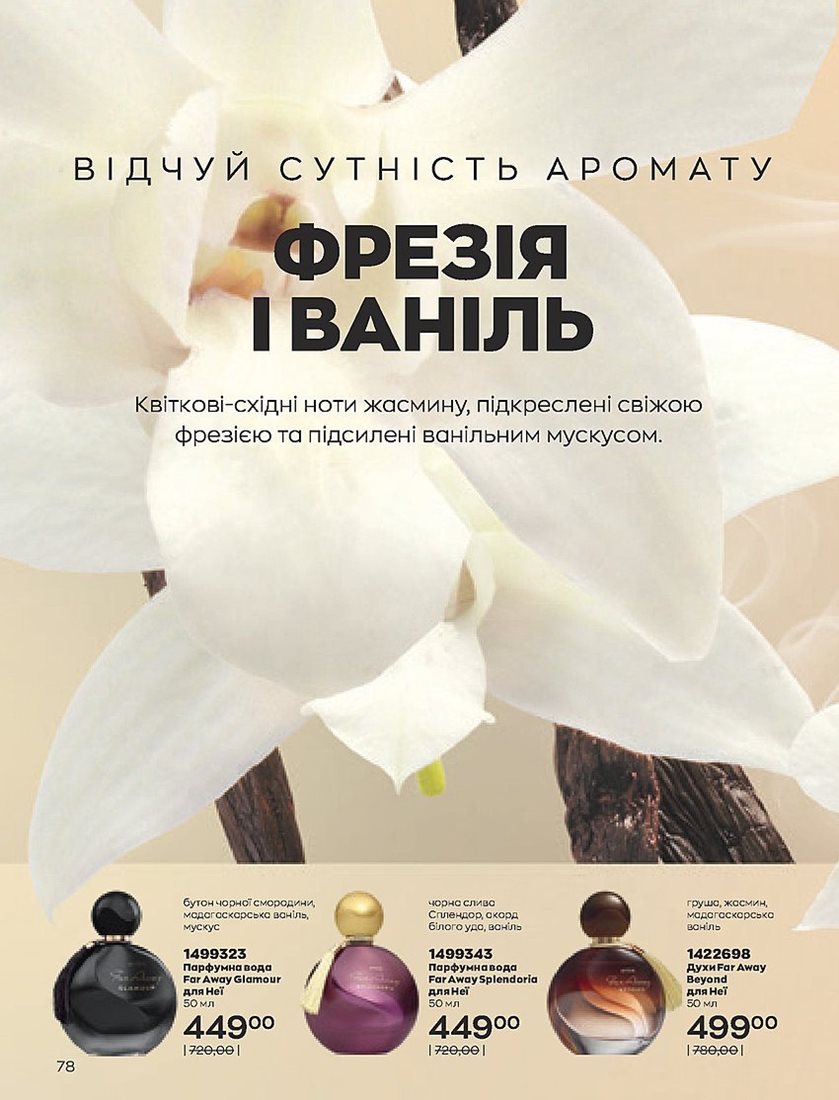 ВІДЧУЙ СУТНІСТЬ АРОМАТУ
ФРЕЗІЯ
І ВАНІЛЬ
Квіткові-східні ноти жасмину, підкреслені свіжою
фрезією та підсилені ванільним мускусом.
бутон чорної смородини,
мадагаскарська ваніль,
мускус
1499323
Парфумна вода
Far Away Glamour
для Неї
50 мл
449⁰⁰
|720,00|
чорна слива
Сплендор, акорд
білого уда, ваніль
1499343
Парфумна вода
Far Away Splendoria
для Неї
50 мл
449⁰⁰
|720,00|
груша, жасмин,
мадагаскарська
ваніль
1422698
Духи Far Away
Beyond
для Неї
50 мл
499⁰⁰
|780,00|
Far Away
GLAMOUR
78